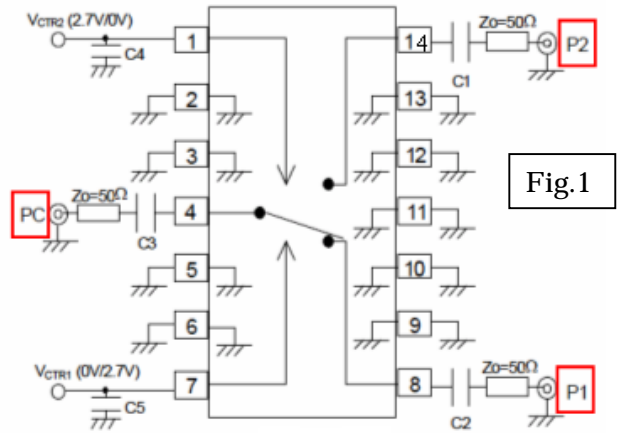 VCTR2 (2.7V/0V)
C4
1
2
3
PC
Zo=50Ω
C3
4
5
6
VCTR1 (0V/2.7V)
C5
7
14
C1
Zo=50Ω
P2
13
12
11
10
9
8
C2
Zo=50Ω
P1
Fig.1